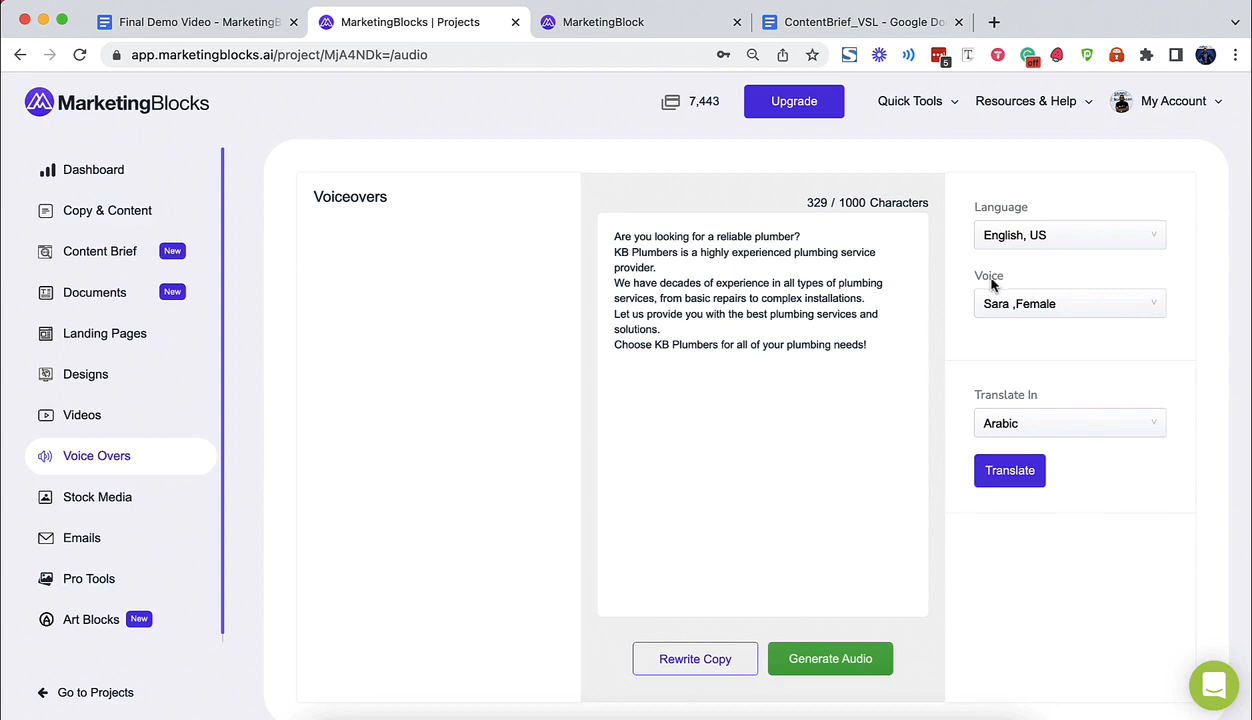 Final Demo Video - MarketingB
MarketingBlocks | Projects
MarketingBlock
ContentBrief_VSL - Google Do
app.marketingblocks.ai/project/MjA4NDk=/audio
5
off
MarketingBlocks
7,443
Upgrade
Quick Tools
Resources & Help
My Account
Dashboard
Copy & Content
Content Brief New
Documents New
Landing Pages
Designs
Videos
Voice Overs
Stock Media
Emails
Pro Tools
Art Blocks New
Go to Projects
Voiceovers
329 / 1000 Characters
Are you looking for a reliable plumber?
KB Plumbers is a highly experienced plumbing service
provider.
We have decades of experience in all types of plumbing
services, from basic repairs to complex installations.
Let us provide you with the best plumbing services and
solutions.
Choose KB Plumbers for all of your plumbing needs!
Rewrite Copy
Generate Audio
Language
English, US
Voice
Sara ,Female
Translate In
Arabic
Translate